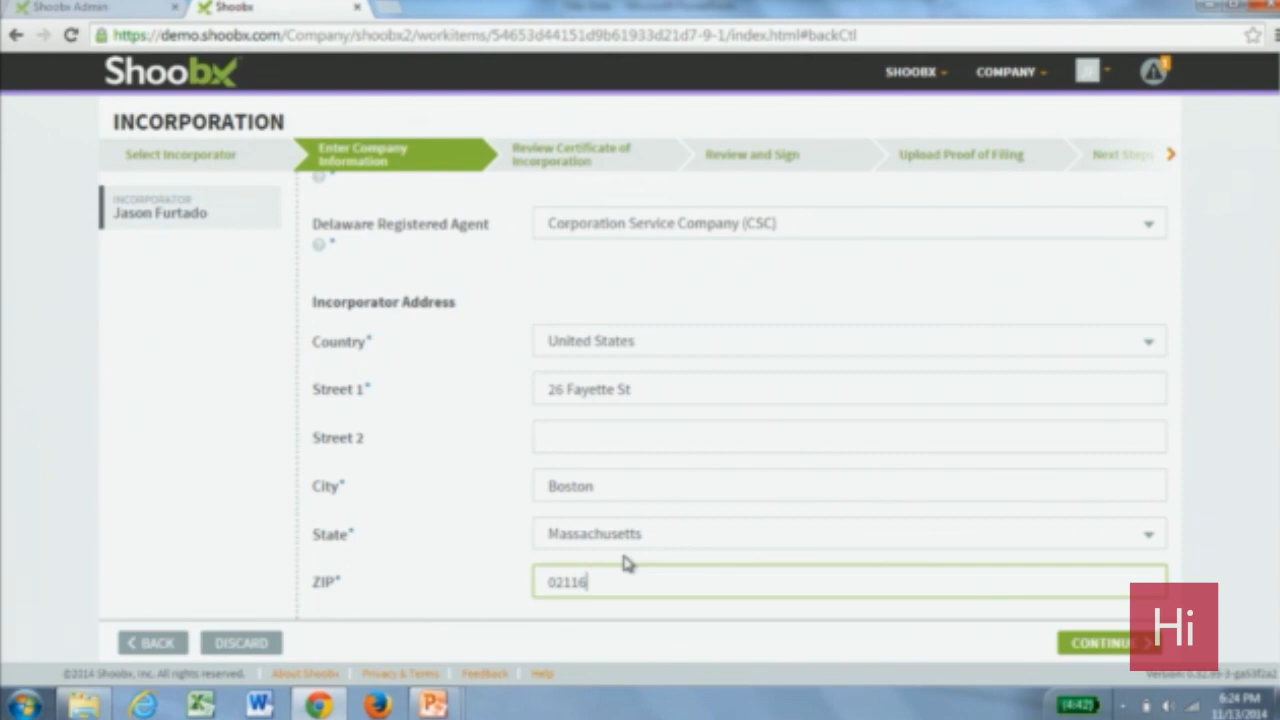 Shoobx Admin
Shoobx
https://demo.shoobx.com/Company/shoobx2/workitems/54653d44151d9b61933d21d7-9-1/index.html#backCtl
Shoobx
SHOOBX
COMPANY
1
INCORPORATION
Select Incorporator
Enter Company
Information
Review Certificate of
Incorporation
Review and Sign
Upload Proof of Filing
Next Steps
INCORPORATOR
Jason Furtado
*
Delaware Registered Agent
*
Corporation Service Company (CSC)
Incorporator Address
Country*
United States
Street 1*
26 Fayette St
Street 2
City*
Boston
State*
Massachusetts
ZIP*
02116
BACK
DISCARD
CONTINUE
Hi
©2014 Shoobx, Inc. All rights reserved.
About Shoobx
Privacy & Terms
Feedback
Help
(4:42)
6:24 PM
11/13/2014